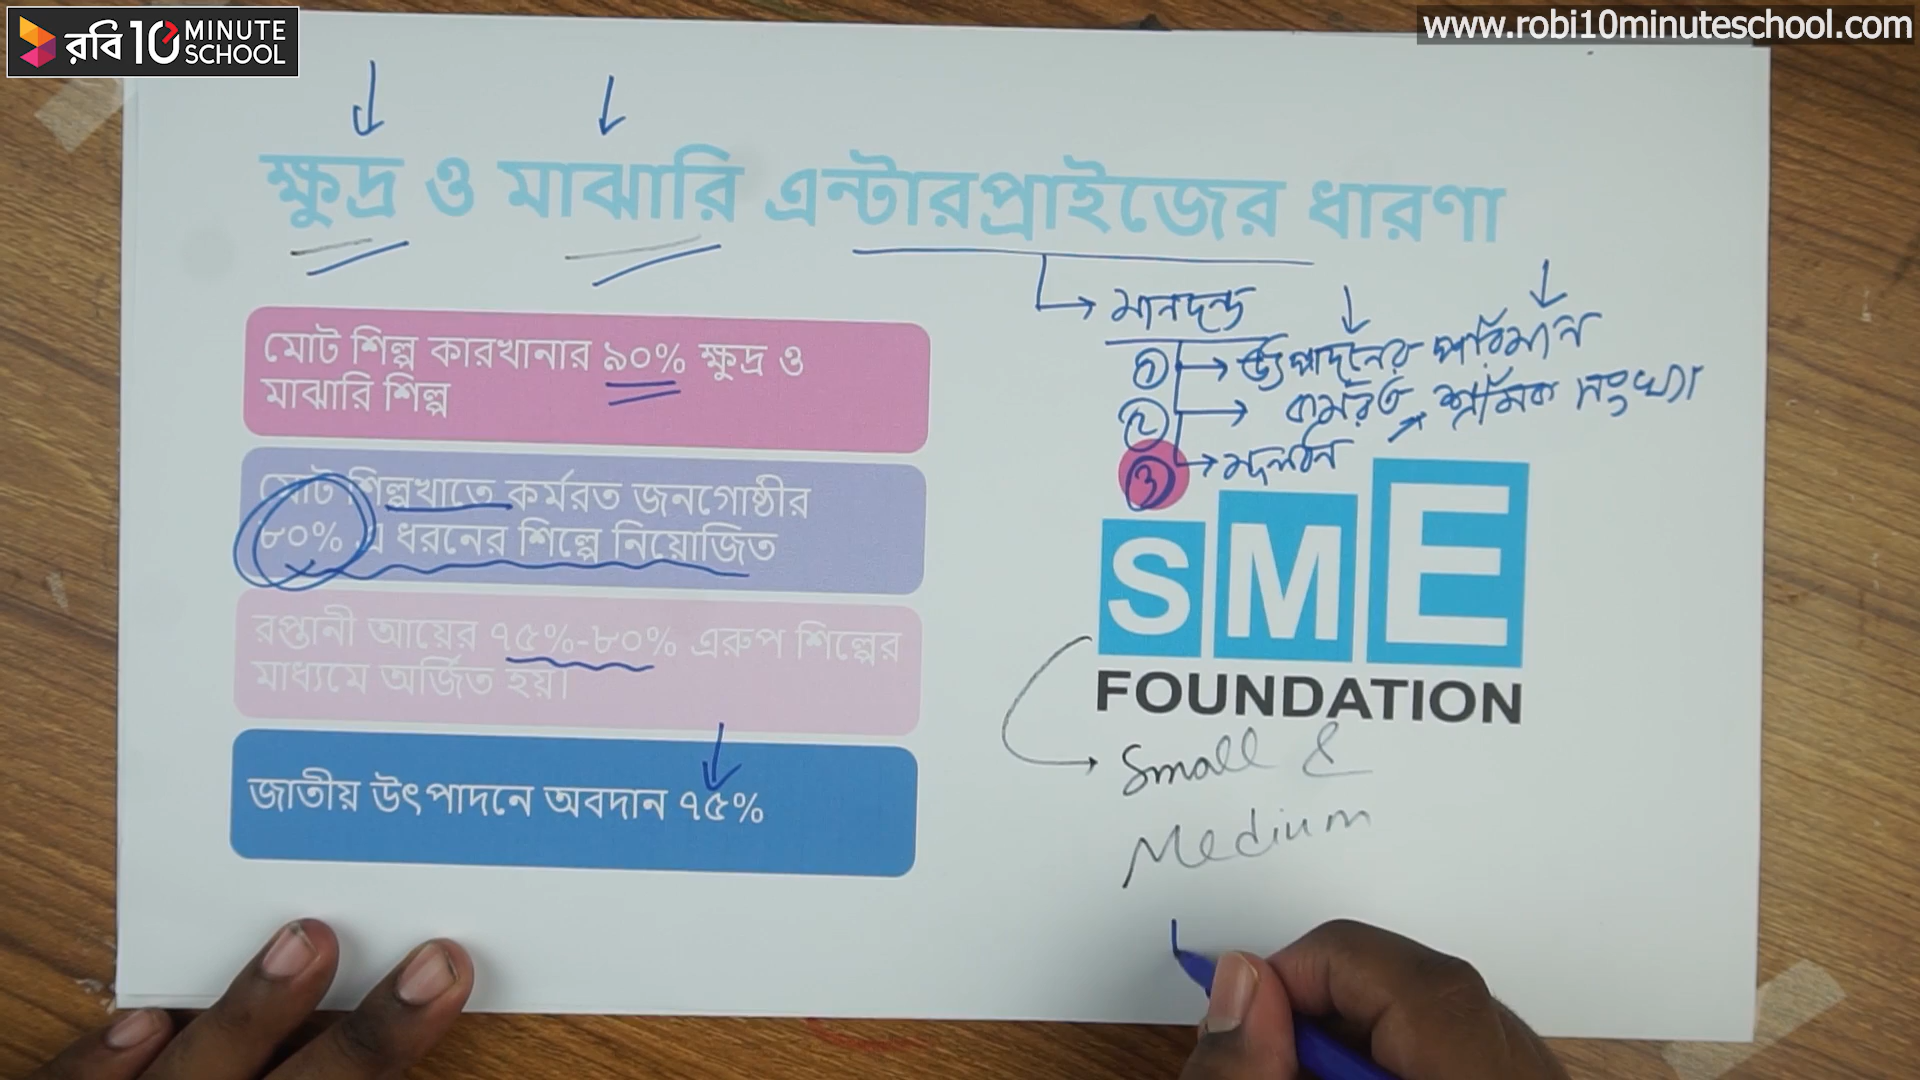 রবি 10 MINUTE SCHOOL
www.robi10minuteschool.com
ক্ষুদ্র ও মাঝারি এন্টারপ্রাইজের ধারণা
মোট শিল্প কারখানার ৯০% ক্ষুদ্র ও
মাঝারি শিল্প
মোট শিল্পখাতে কর্মরত জনগোষ্ঠীর
৮০% এ ধরনের শিল্পে নিয়োজিত
রপ্তানী আয়ের ৭৫%-৮০% এরুপ শিল্পের
মাধ্যমে অর্জিত হয়।
জাতীয় উৎপাদনে অবদান ৭৫%
মানদন্ড
১ উৎপাদনের পরিমান
২ কর্মরত শ্রমিক সংখ্যা
৩ মূলধন
SME
FOUNDATION
Small &
Medium